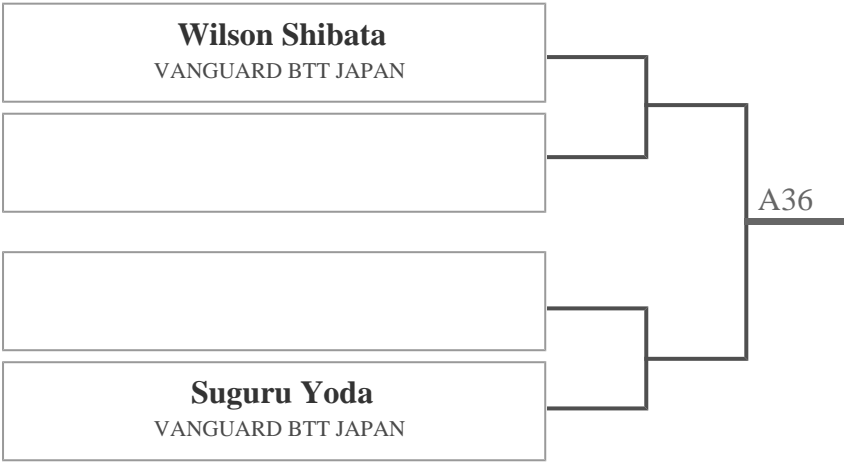 Wilson Shibata
VANGUARD BTT JAPAN
A36
Suguru Yoda
VANGUARD BTT JAPAN